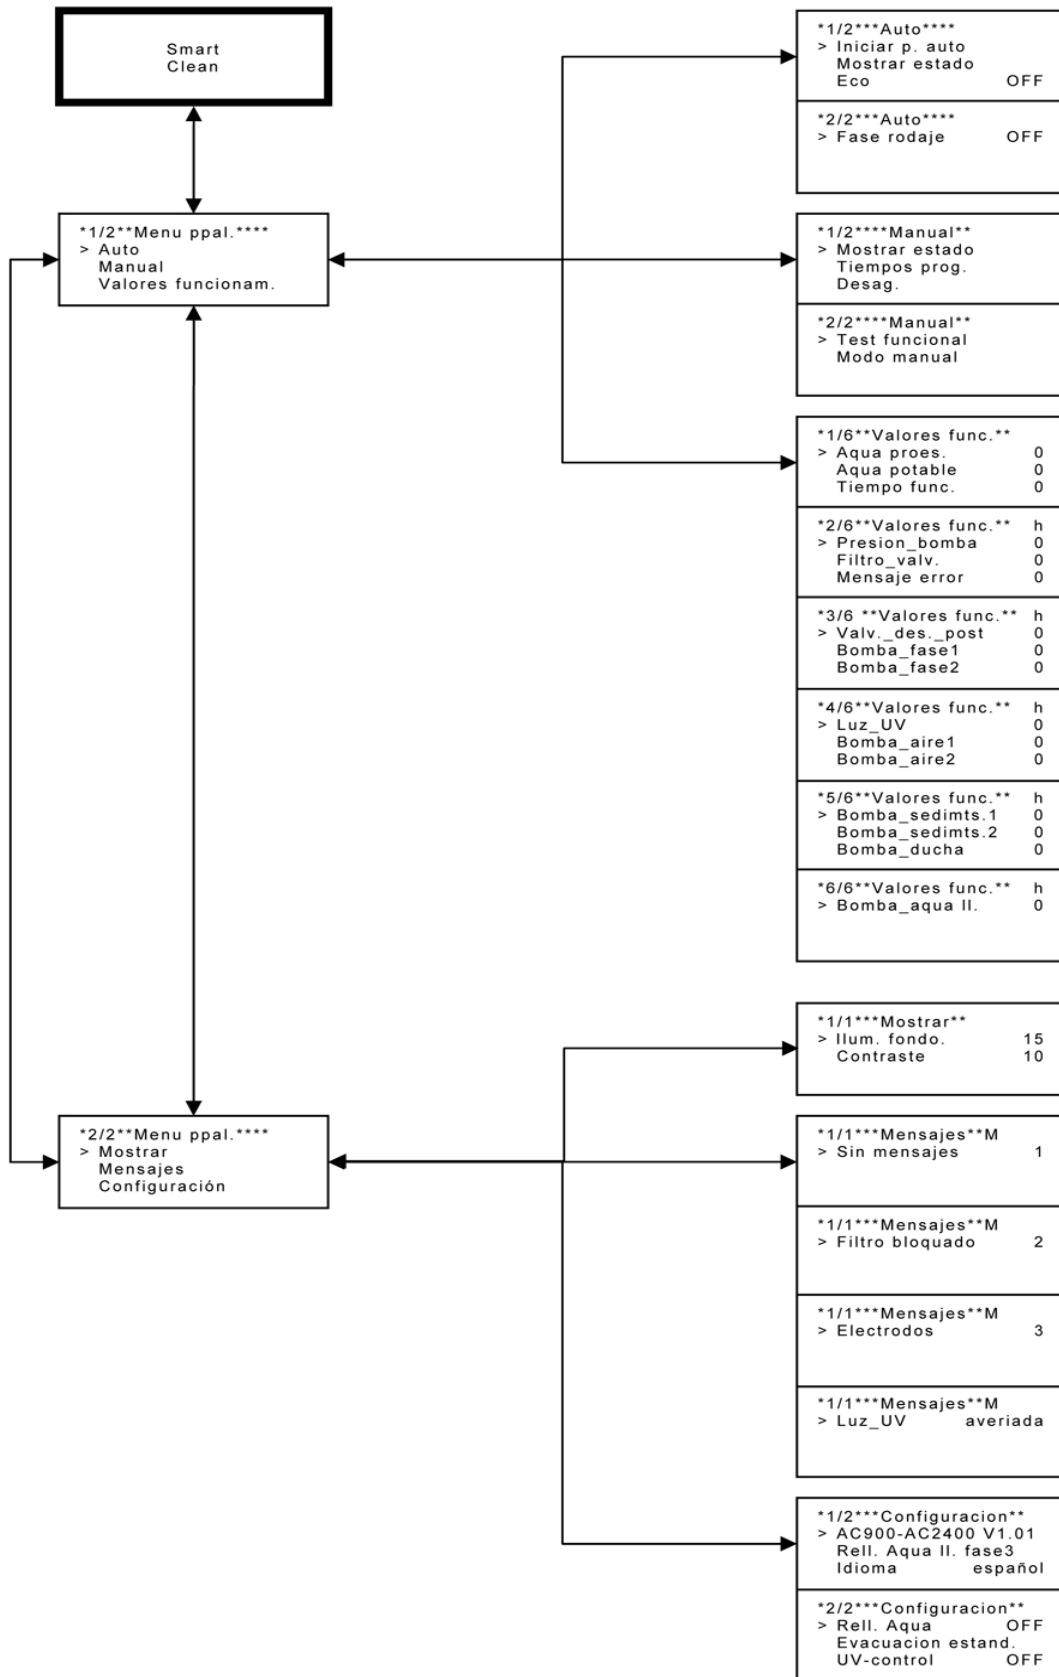 Smart
Clean
*1/2**Menu ppal.****
> Auto
Manual
Valores funcionam.
*2/2**Menu ppal.****
> Mostrar
Mensajes
Configuración
*1/2***Auto****
> Iniciar p. auto
Mostrar estado
Eco OFF
*2/2***Auto****
> Fase rodaje OFF
*1/2****Manual**
> Mostrar estado
Tiempos prog.
Desag.
*2/2****Manual**
> Test funcional
Modo manual
*1/6**Valores func.**
> Aqua proes. 0
Aqua potable 0
Tiempo func. 0
*2/6**Valores func.** h
> Presion_bomba 0
Filtro_valv. 0
Mensaje error 0
*3/6 **Valores func.** h
> Valv._des._post 0
Bomba_fase1 0
Bomba_fase2 0
*4/6**Valores func.** h
> Luz_UV 0
Bomba_aire1 0
Bomba_aire2 0
*5/6**Valores func.** h
> Bomba_sedimts.1 0
Bomba_sedimts.2 0
Bomba_ducha 0
*6/6**Valores func.** h
> Bomba_aqua ll. 0
*1/1***Mostrar**
> Ilum. fondo. 15
Contraste 10
*1/1***Mensajes**M
> Sin mensajes 1
*1/1***Mensajes**M
> Filtro bloquado 2
*1/1***Mensajes**M
> Electrodos 3
*1/1***Mensajes**M
> Luz_UV averiada
*1/2***Configuracion**
> AC900-AC2400 V1.01
Rell. Aqua ll. fase3
Idioma español
*2/2***Configuracion**
> Rell. Aqua OFF
Evacuacion estand.
UV-control OFF